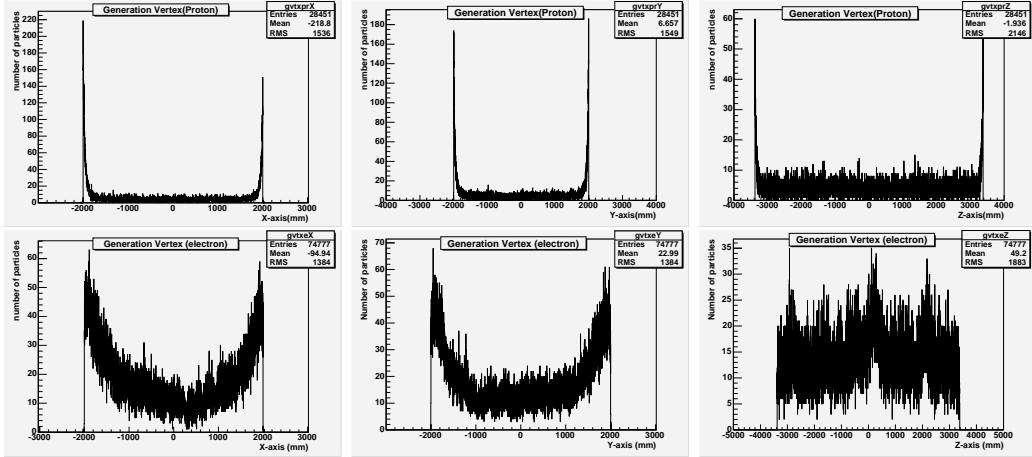 Generation Vertex(Proton)
gvtxprX
Entries 28451
Mean -218.8
RMS 1536
number of particles
220
200
180
160
140
120
100
80
60
40
20
0
-2000 -1000 0 1000 2000 3000
X-axis(mm)
Generation Vertex(Proton)
gvtxprY
Entries 28451
Mean 6.657
RMS 1549
number of particles
180
160
140
120
100
80
60
40
20
0
-4000 -3000 -2000 -1000 0 1000 2000 3000 4000
Y-axis(mm)
Generation Vertex(Proton)
gvtxprZ
Entries 28451
Mean -1.936
RMS 2146
number of particles
60
50
40
30
20
10
0
-4000 -3000 -2000 -1000 0 1000 2000 3000 4000
Z-axis(mm)
Generation Vertex (electron)
gvtxeX
Entries 74777
Mean -94.94
RMS 1384
number of particles
60
50
40
30
20
10
0
-3000 -2000 -1000 0 1000 2000 3000
X-axis (mm)
Generation Vertex (electron)
gvtxeY
Entries 74777
Mean 22.99
RMS 1384
Number of particles
70
60
50
40
30
20
10
0
-2000 -1000 0 1000 2000 3000
Y-axis (mm)
Generation Vertex (electron)
gvtxeZ
Entries 74777
Mean 49.2
RMS 1883
Number of particles
35
30
25
20
15
10
5
0
-5000 -4000 -3000 -2000 -1000 0 1000 2000 3000 4000 5000
Z-axis (mm)